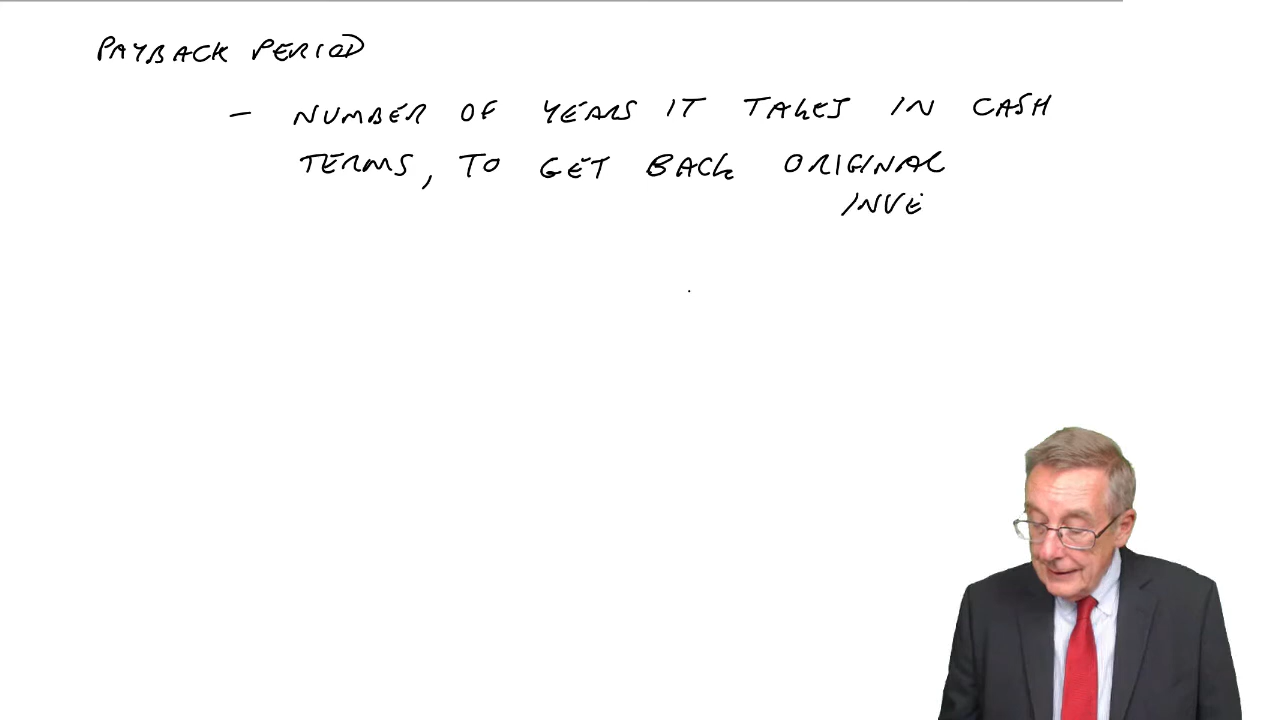 PAYBACK PERIOD
– NUMBER OF YEARS IT TAKES IN CASH
TERMS, TO GET BACK ORIGINAL
INVE